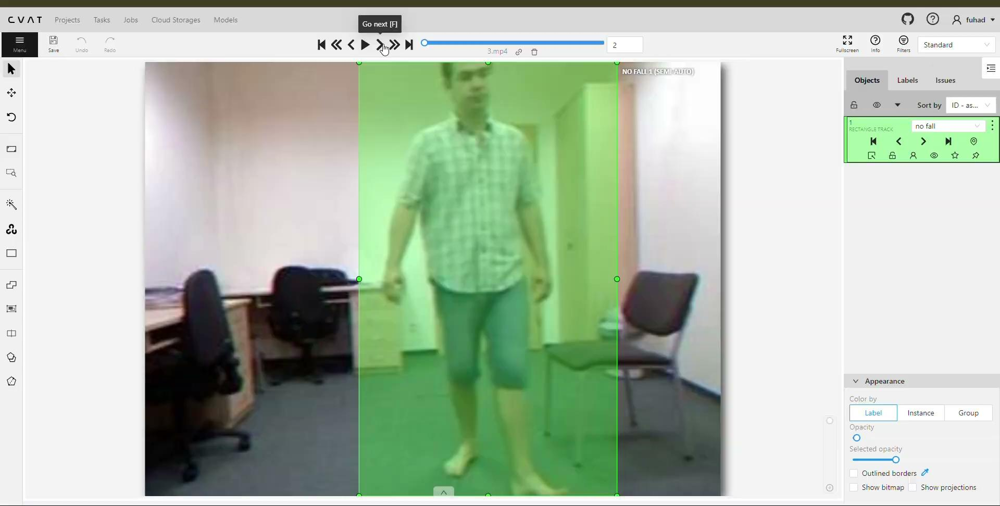 CVAT Projects Tasks Jobs Cloud Storages Models Go next [F] fuhad
Menu Save Undo Redo 3.mp4 2 Fullscreen Info Filters Standard
NO FALL 1 (SEMI-AUTO)
Objects Labels Issues
Sort by ID - as...
1
RECTANGLE TRACK no fall
Appearance
Color by
Label Instance Group
Opacity
Selected opacity
Outlined borders
Show bitmap Show projections